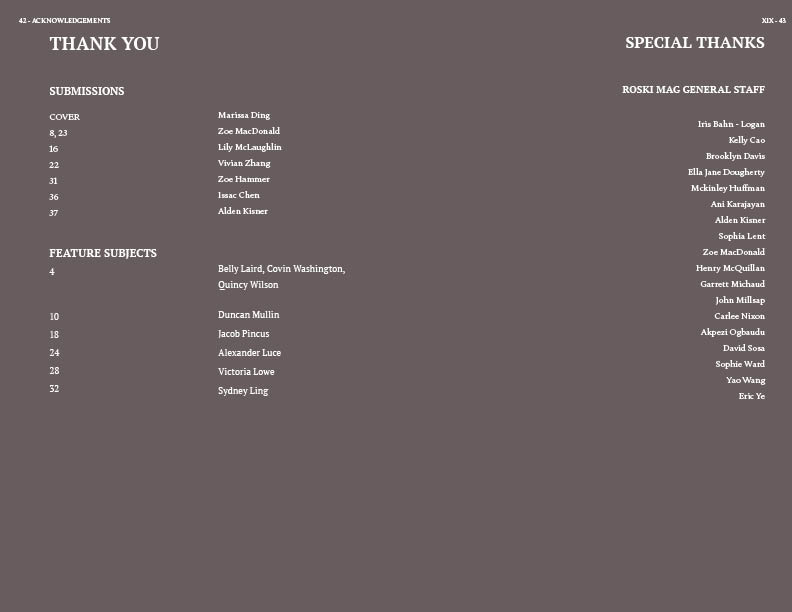 42 - ACKNOWLEDGEMENTS
THANK YOU
SUBMISSIONS
COVER Marissa Ding
8, 23 Zoe MacDonald
16 Lily McLaughlin
22 Vivian Zhang
31 Zoe Hammer
36 Issac Chen
37 Alden Kisner
FEATURE SUBJECTS
4 Belly Laird, Covin Washington,
Quincy Wilson
10 Duncan Mullin
18 Jacob Pincus
24 Alexander Luce
28 Victoria Lowe
32 Sydney Ling
XIX - 43
SPECIAL THANKS
ROSKI MAG GENERAL STAFF
Iris Bahn - Logan
Kelly Cao
Brooklyn Davis
Ella Jane Dougherty
Mckinley Huffman
Ani Karajayan
Alden Kisner
Sophia Lent
Zoe MacDonald
Henry McQuillan
Garrett Michaud
John Millsap
Carlee Nixon
Akpezi Ogbaudu
David Sosa
Sophie Ward
Yao Wang
Eric Ye